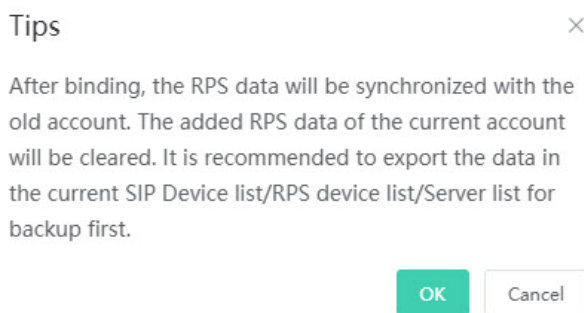 Tips
After binding, the RPS data will be synchronized with the
old account. The added RPS data of the current account
will be cleared. It is recommended to export the data in
the current SIP Device list/RPS device list/Server list for
backup first.
OK
Cancel